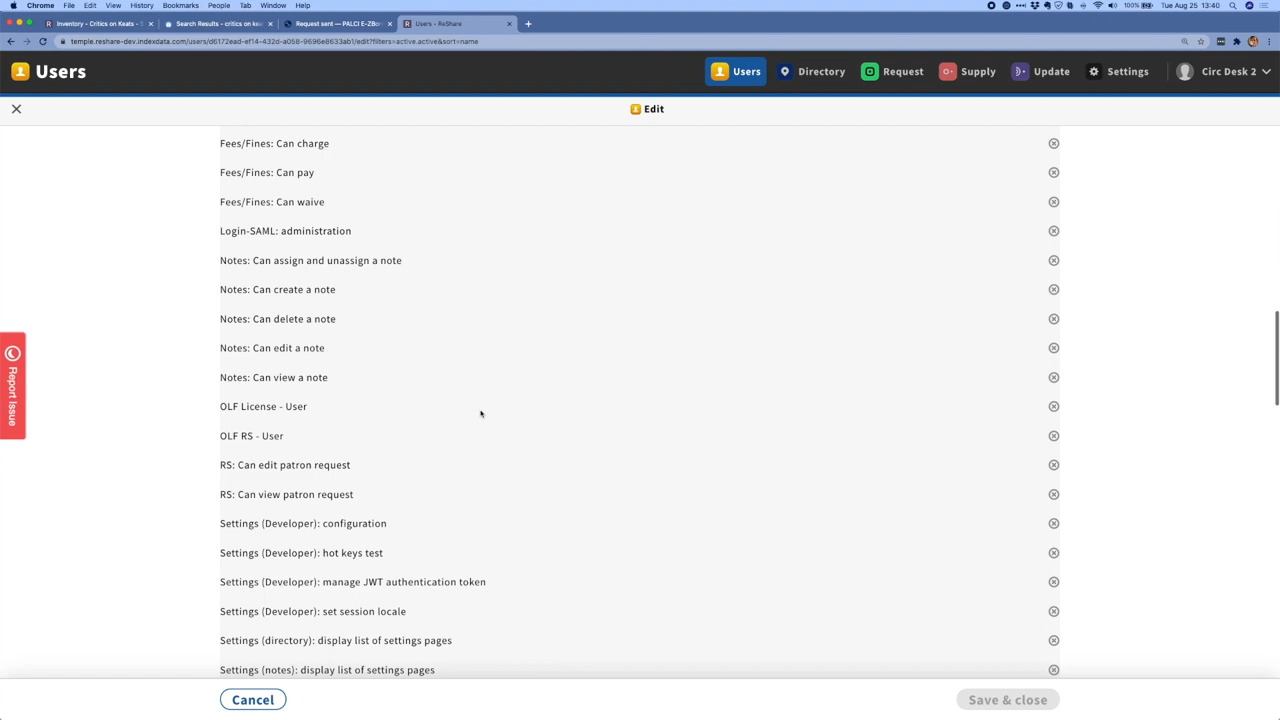 Chrome File Edit View History Bookmarks People Tab Window Help
100% Tue Aug 25 13:40
Inventory - Critics on Keats - S
Search Results - critics on kea
Request sent — PALCI E-ZBor
Users - ReShare
temple.reshare-dev.indexdata.com/users/d6172ead-ef14-432d-a058-9696e8633ab1/edit?filters=active.active&sort=name
Users
Users Directory Request Supply Update Settings Circ Desk 2
Edit
Fees/Fines: Can charge
Fees/Fines: Can pay
Fees/Fines: Can waive
Login-SAML: administration
Notes: Can assign and unassign a note
Notes: Can create a note
Notes: Can delete a note
Notes: Can edit a note
Notes: Can view a note
OLF License - User
OLF RS - User
RS: Can edit patron request
RS: Can view patron request
Settings (Developer): configuration
Settings (Developer): hot keys test
Settings (Developer): manage JWT authentication token
Settings (Developer): set session locale
Settings (directory): display list of settings pages
Settings (notes): display list of settings pages
Report Issue
Cancel
Save & close